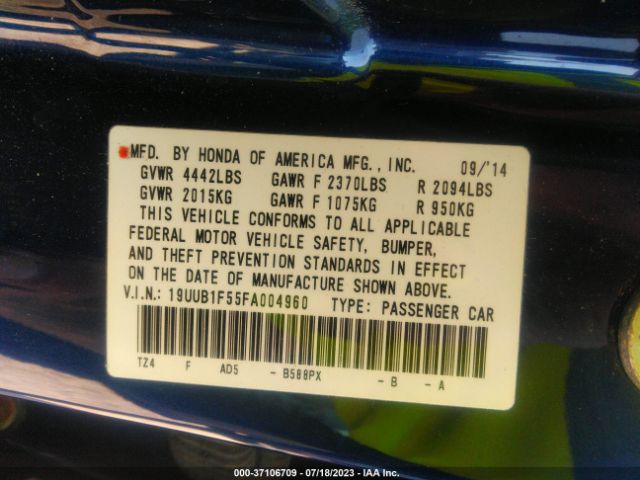 MFD. BY HONDA OF AMERICA MFG., INC. 09/'14
GVWR 4442LBS GAWR F 2370LBS R 2094LBS
GVWR 2015KG GAWR F 1075KG R 950KG
THIS VEHICLE CONFORMS TO ALL APPLICABLE
FEDERAL MOTOR VEHICLE SAFETY, BUMPER,
AND THEFT PREVENTION STANDARDS IN EFFECT
ON THE DATE OF MANUFACTURE SHOWN ABOVE.
V.I.N.: 19UUB1F55FA004960 TYPE: PASSENGER CAR
TZ4 F AD5 - B588PX - B - A
000-37106709 - 07/18/2023 - IAA Inc.